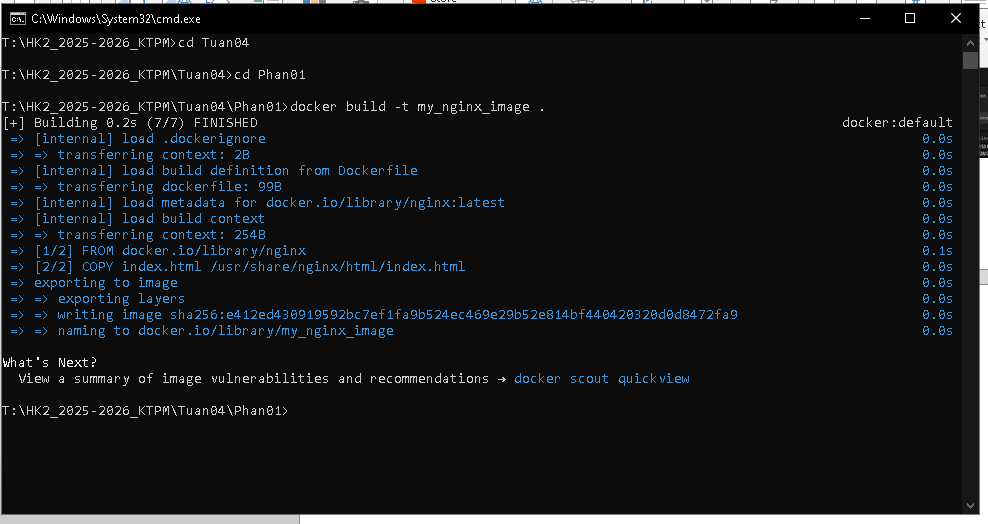 C:\Windows\System32\cmd.exe
T:\HK2_2025-2026_KTPM>cd Tuan04
T:\HK2_2025-2026_KTPM\Tuan04>cd Phan01
T:\HK2_2025-2026_KTPM\Tuan04\Phan01>docker build -t my_nginx_image .
[+] Building 0.2s (7/7) FINISHED docker:default
=> [internal] load .dockerignore 0.0s
=> => transferring context: 2B 0.0s
=> [internal] load build definition from Dockerfile 0.0s
=> => transferring dockerfile: 99B 0.0s
=> [internal] load metadata for docker.io/library/nginx:latest 0.0s
=> [internal] load build context 0.0s
=> => transferring context: 254B 0.0s
=> [1/2] FROM docker.io/library/nginx 0.1s
=> [2/2] COPY index.html /usr/share/nginx/html/index.html 0.0s
=> exporting to image 0.0s
=> => exporting layers 0.0s
=> => writing image sha256:e412ed430919592bc7ef1fa9b524ec469e29b52e814bf440420320d0d8472fa9 0.0s
=> => naming to docker.io/library/my_nginx_image 0.0s
What's Next?
View a summary of image vulnerabilities and recommendations → docker scout quickview
T:\HK2_2025-2026_KTPM\Tuan04\Phan01>